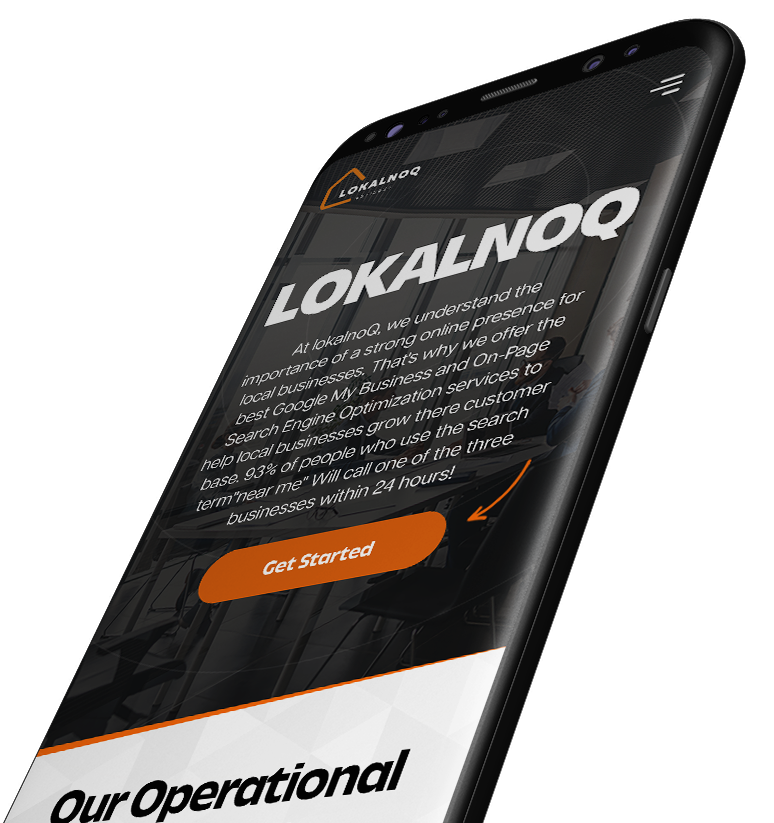 LOKALNOQ
LOKALNOQ
At lokalnoQ, we understand the
importance of a strong online presence for
local businesses. That's why we offer the
best Google My Business and On-Page
Search Engine Optimization services to
help local businesses grow there customer
base. 93% of people who use the search
term"near me" Will call one of the three
businesses within 24 hours!
Get Started
Our Operational